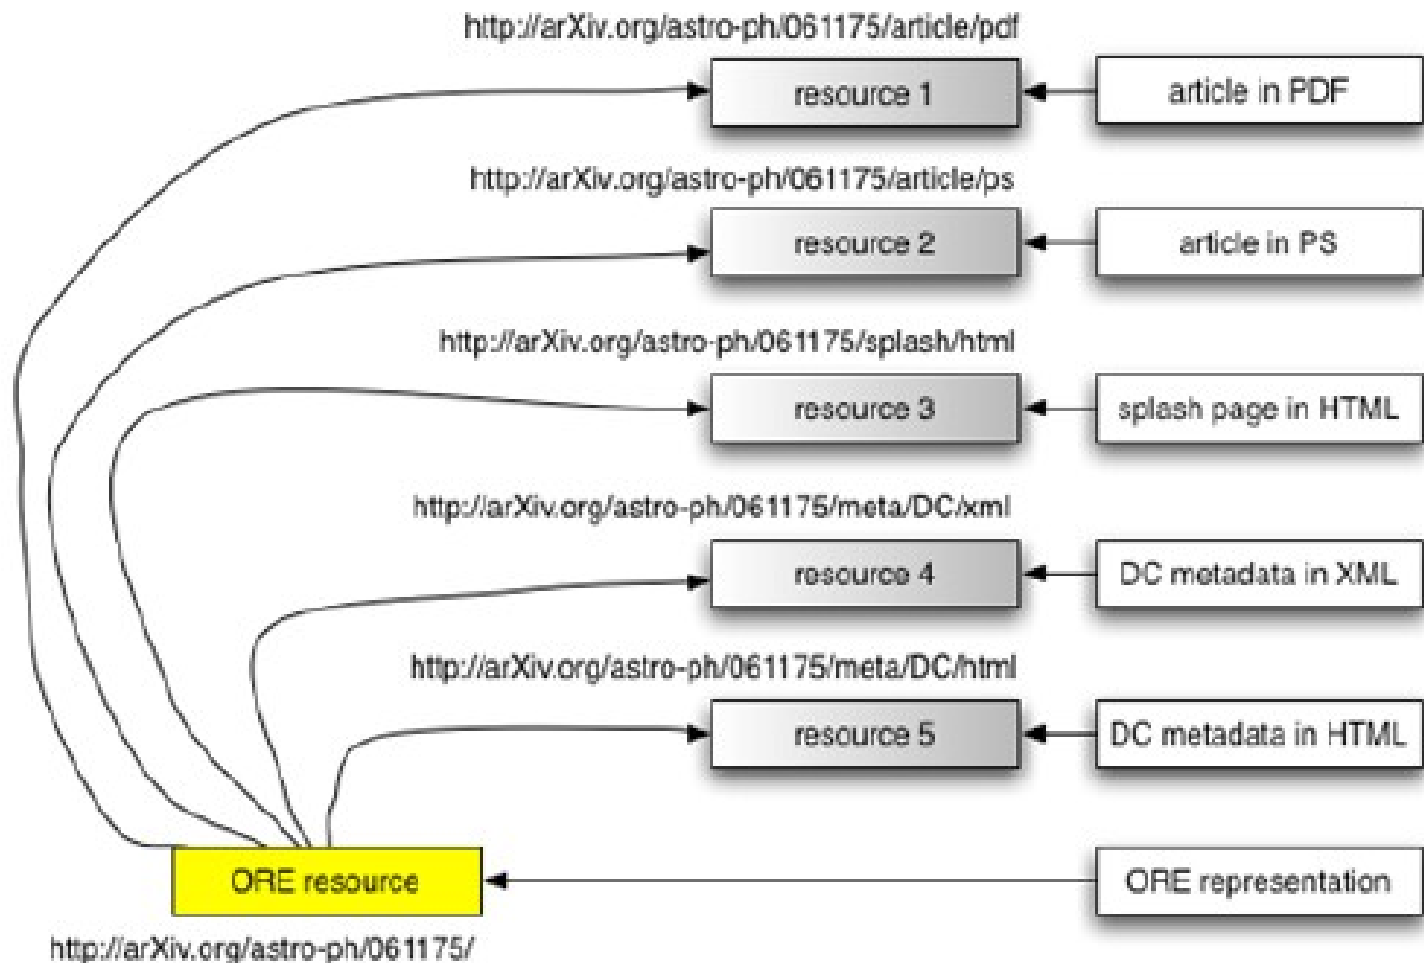 http://arXiv.org/astro-ph/061175/article/pdf
resource 1
article in PDF
http://arXiv.org/astro-ph/061175/article/ps
resource 2
article in PS
http://arXiv.org/astro-ph/061175/splash/html
resource 3
splash page in HTML
http://arXiv.org/astro-ph/061175/meta/DC/xml
resource 4
DC metadata in XML
http://arXiv.org/astro-ph/061175/meta/DC/html
resource 5
DC metadata in HTML
ORE resource
ORE representation
http://arXiv.org/astro-ph/061175/